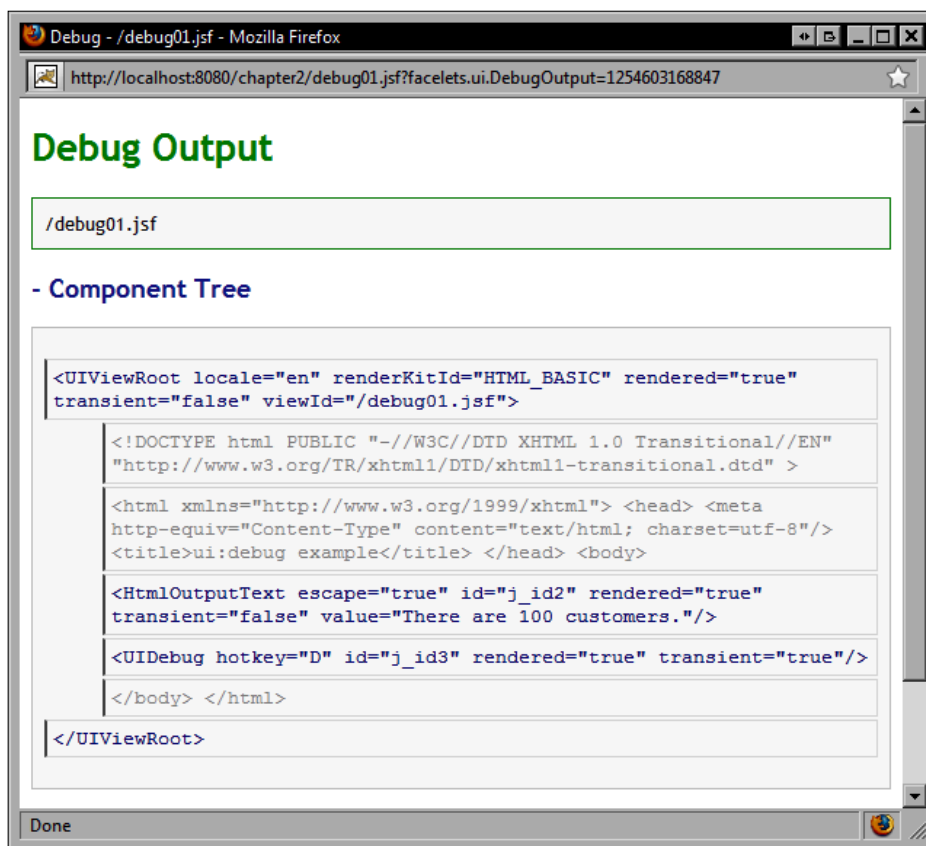 Debug - /debug01.jsf - Mozilla Firefox
http://localhost:8080/chapter2/debug01.jsf?facelets.ui.DebugOutput=1254603168847
Debug Output
/debug01.jsf
- Component Tree
<UIViewRoot locale="en" renderKitId="HTML_BASIC" rendered="true"
transient="false" viewId="/debug01.jsf">
<!DOCTYPE html PUBLIC "-//W3C//DTD XHTML 1.0 Transitional//EN"
"http://www.w3.org/TR/xhtml1/DTD/xhtml1-transitional.dtd" >
<html xmlns="http://www.w3.org/1999/xhtml"> <head> <meta
http-equiv="Content-Type" content="text/html; charset=utf-8"/>
<title>ui:debug example</title> </head> <body>
<HtmlOutputText escape="true" id="j_id2" rendered="true"
transient="false" value="There are 100 customers."/>
<UIDebug hotkey="D" id="j_id3" rendered="true" transient="true"/>
</body> </html>
</UIViewRoot>
Done